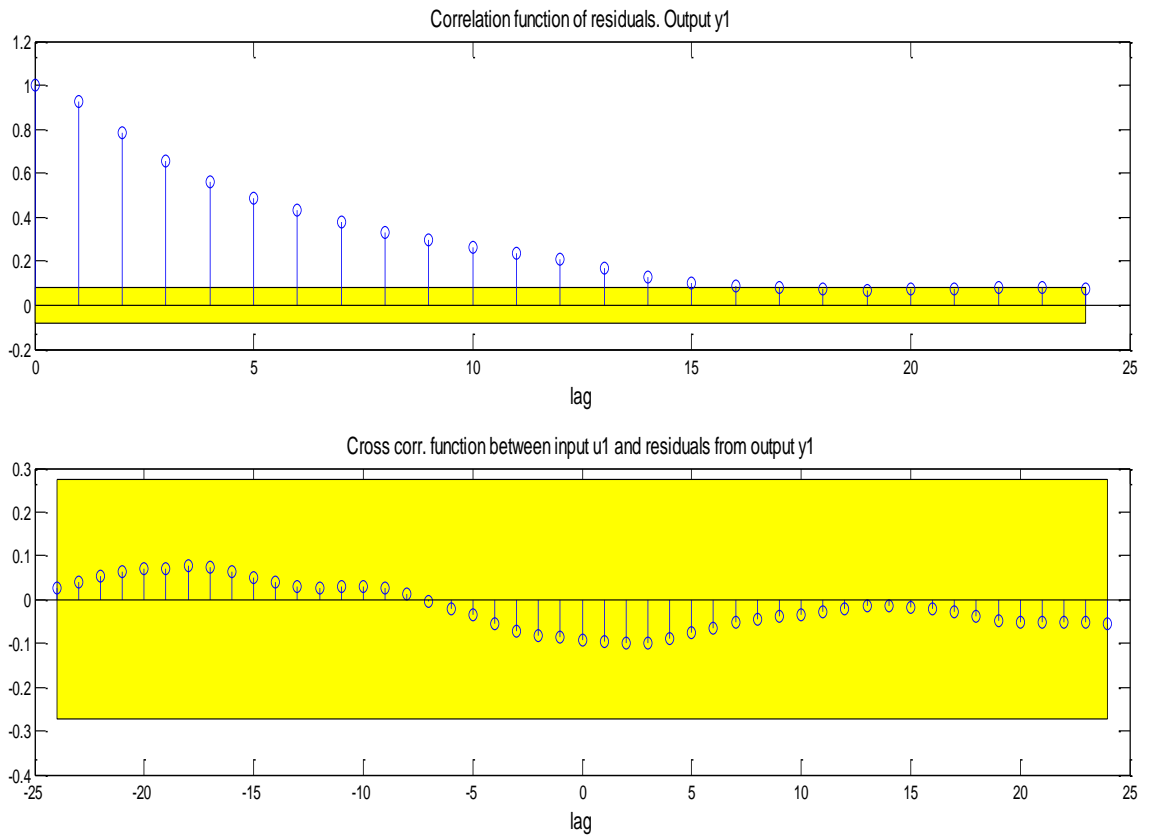 Correlation function of residuals. Output y1
1.2
1
0.8
0.6
0.4
0.2
0
-0.2
0 5 10 15 20 25
lag
Cross corr. function between input u1 and residuals from output y1
0.3
0.2
0.1
0
-0.1
-0.2
-0.3
-0.4
-25 -20 -15 -10 -5 0 5 10 15 20 25
lag